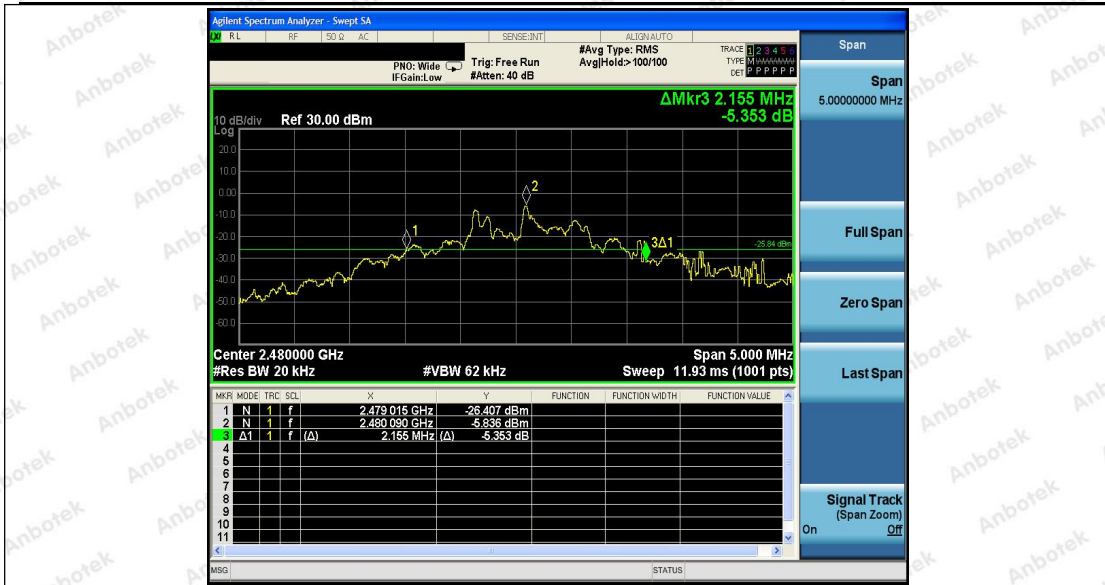 Agilent Spectrum Analyzer - Swept SA
LXI RL RF 50 Ω AC SENSE:INT ALIGNAUTO
PNO: Wide
IFGain:Low
Trig: Free Run
#Atten: 40 dB
#Avg Type: RMS
Avg|Hold:>100/100
TRACE 1 2 3 4 5 6
TYPE M
DET P P P P P P
ΔMkr3 2.155 MHz
-5.353 dB
10 dB/div Ref 30.00 dBm
Log
20.0
10.0
0.00
-10.0
-20.0
-30.0
-40.0
-50.0
-60.0
1
2
3Δ1
-25.84 dBm
Center 2.480000 GHz Span 5.000 MHz
#Res BW 20 kHz #VBW 62 kHz Sweep 11.93 ms (1001 pts)
MKR MODE TRC SCL X Y FUNCTION FUNCTION WIDTH FUNCTION VALUE
1 N 1 f 2.479 015 GHz -26.407 dBm
2 N 1 f 2.480 090 GHz -5.836 dBm
3 Δ1 1 f (Δ) 2.155 MHz (Δ) -5.353 dB
4
5
6
7
8
9
10
11
MSG STATUS
Span
Span
5.00000000 MHz
Full Span
Zero Span
Last Span
Signal Track
(Span Zoom)
On Off
Anbotek